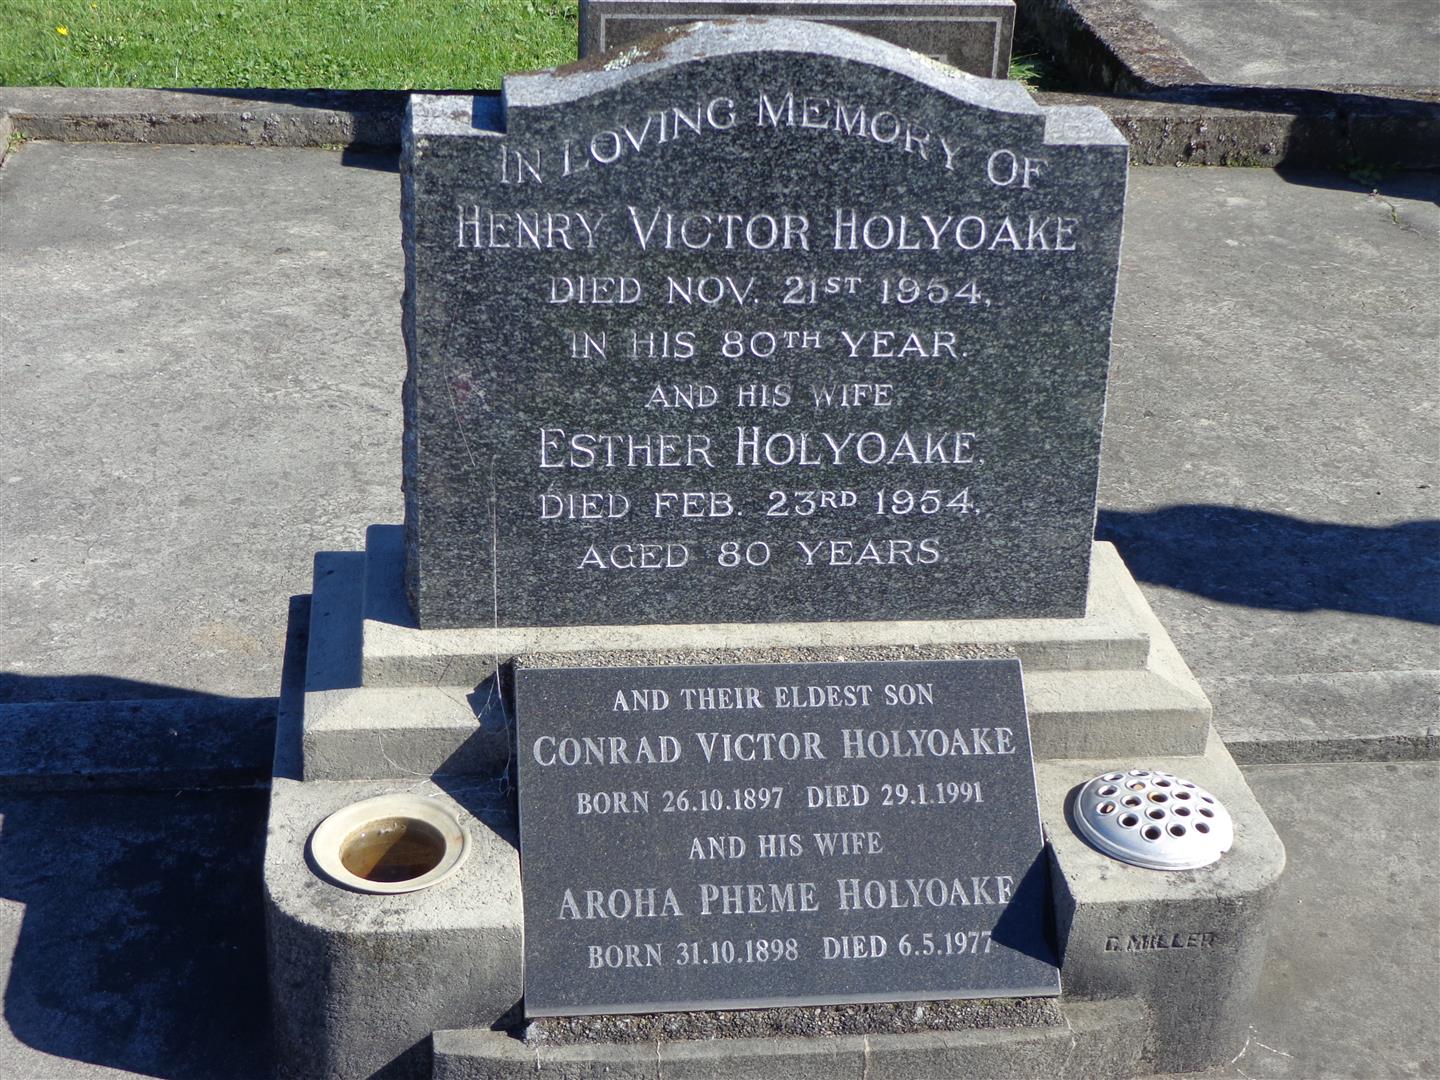 IN LOVING MEMORY OF
HENRY VICTOR HOLYOAKE
DIED NOV. 21ST 1954,
IN HIS 80TH YEAR.
AND HIS WIFE
ESTHER HOLYOAKE,
DIED FEB. 23RD 1954,
AGED 80 YEARS.
AND THEIR ELDEST SON
CONRAD VICTOR HOLYOAKE
BORN 26.10.1897 DIED 29.1.1991
AND HIS WIFE
AROHA PHEME HOLYOAKE
BORN 31.10.1898 DIED 6.5.1977
G. MILLER